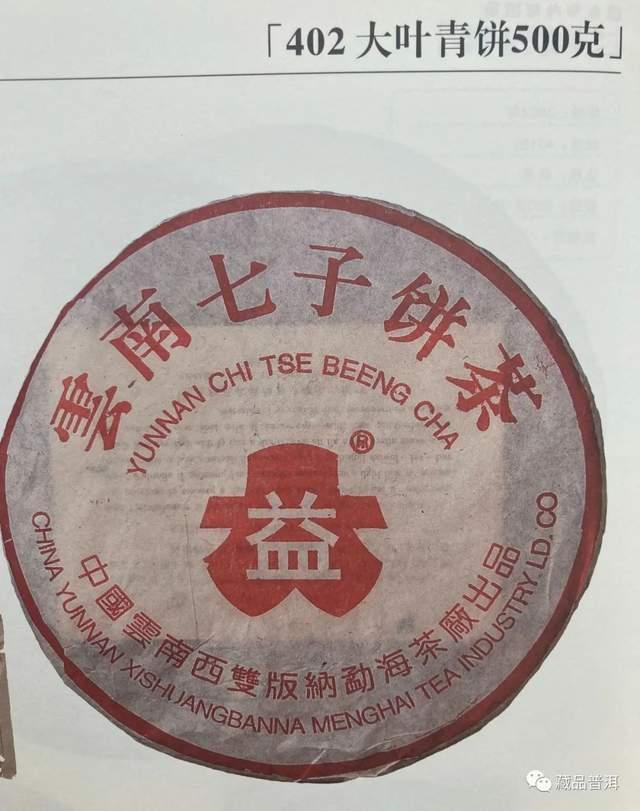 「402 大叶青饼500克」
雲南七子饼茶
YUNNAN CHI TSE BEENG CHA
®
益
中國雲南西雙版納勐海茶廠出品
CHINA YUNNAN XISHUANGBANNA MENGHAI TEA INDUSTRY LD.CO
藏品普洱